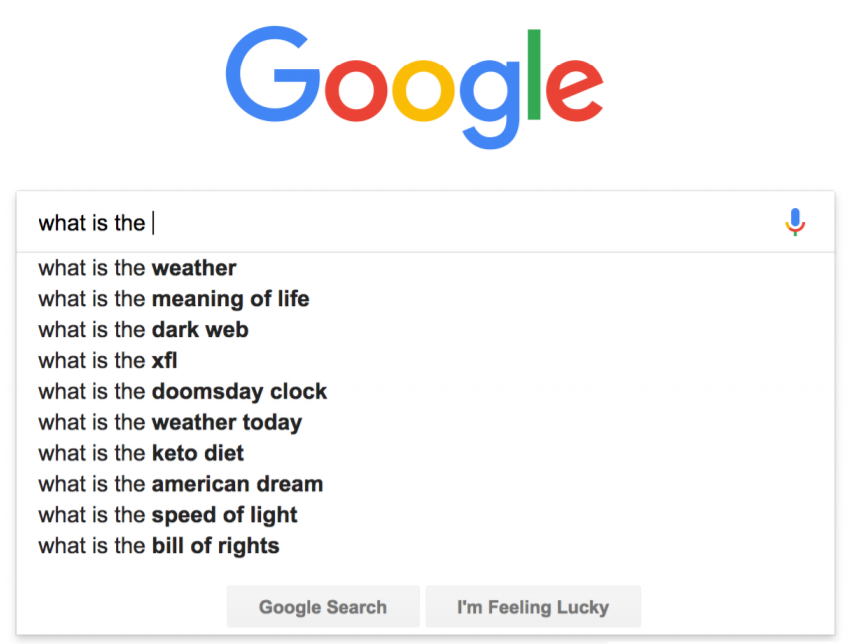 Google
what is the
what is the weather
what is the meaning of life
what is the dark web
what is the xfl
what is the doomsday clock
what is the weather today
what is the keto diet
what is the american dream
what is the speed of light
what is the bill of rights
Google Search I'm Feeling Lucky